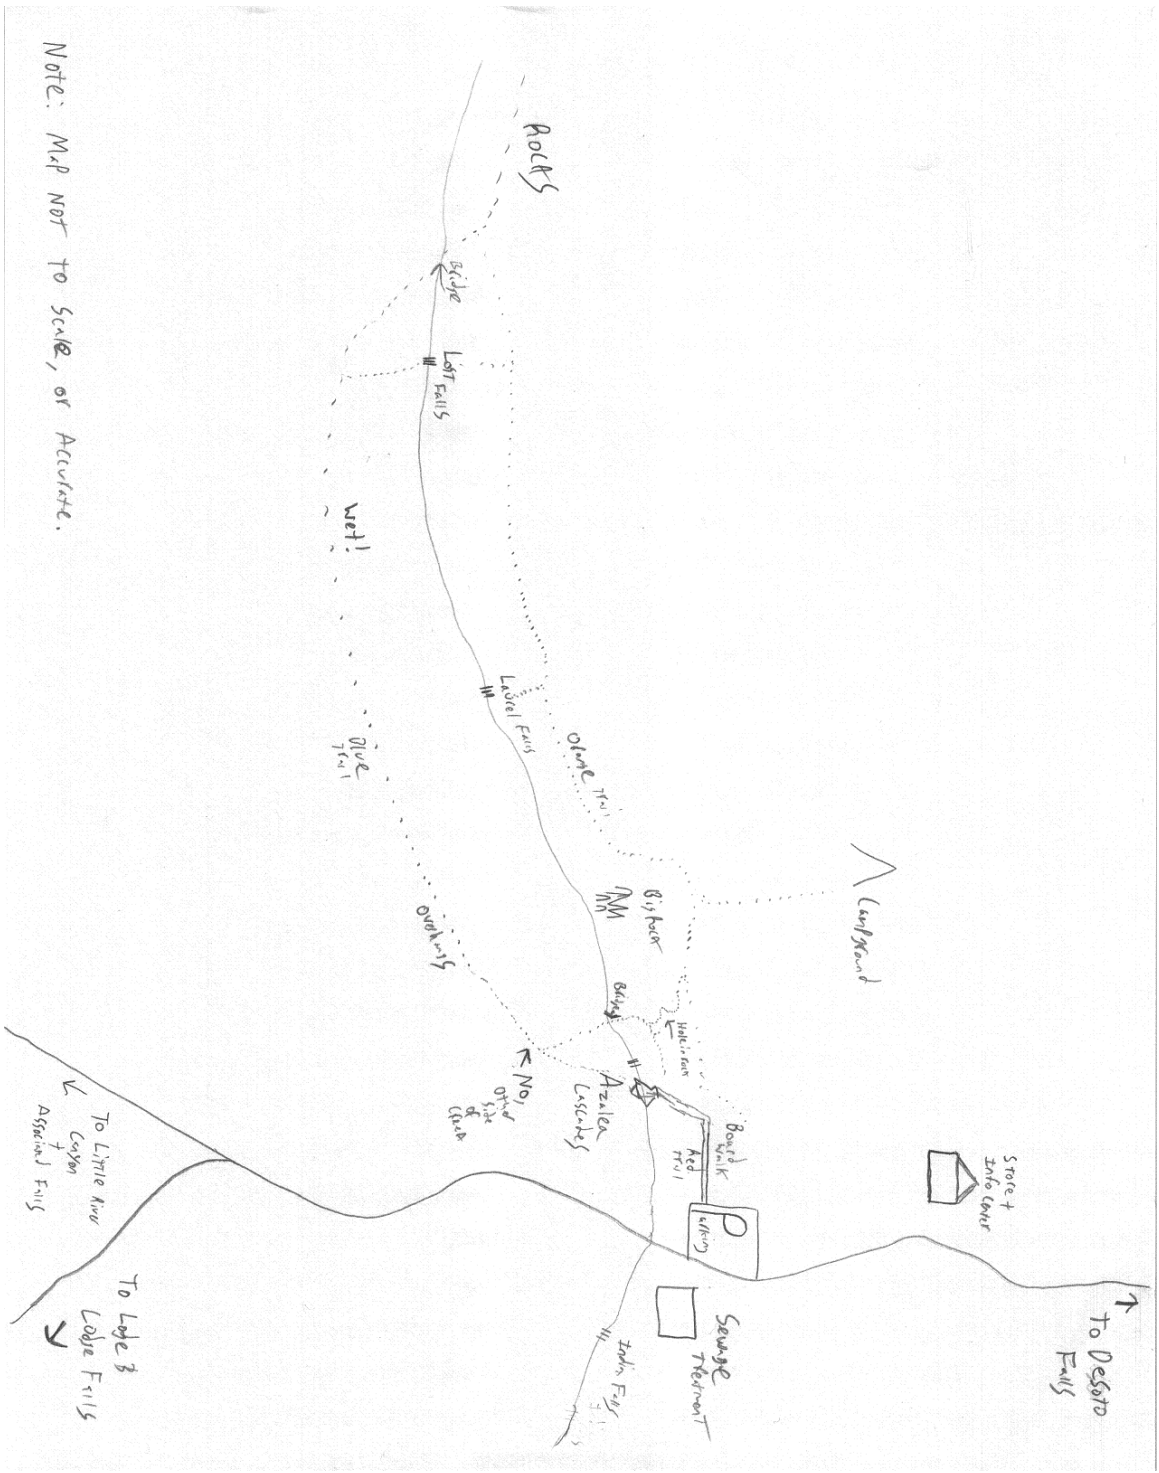 To Desoto
Falls
Store +
Info Center
Campground
Sewage
Treatment
Parking
Board
Walk
Red
Trail
Hole in rock
Big Rock
Bridge
Azalea
Cascades
Indian Falls
Orange Trail
Laurel Falls
Rocks
Bridge
Lost
Falls
No,
other
side
of
creek
overhangs
Blue
Trail
Wet!
To Lodge &
Lodge Falls
To Little River
Canyon
+
Associated Falls
Note: Map Not to Scale, or Accurate.